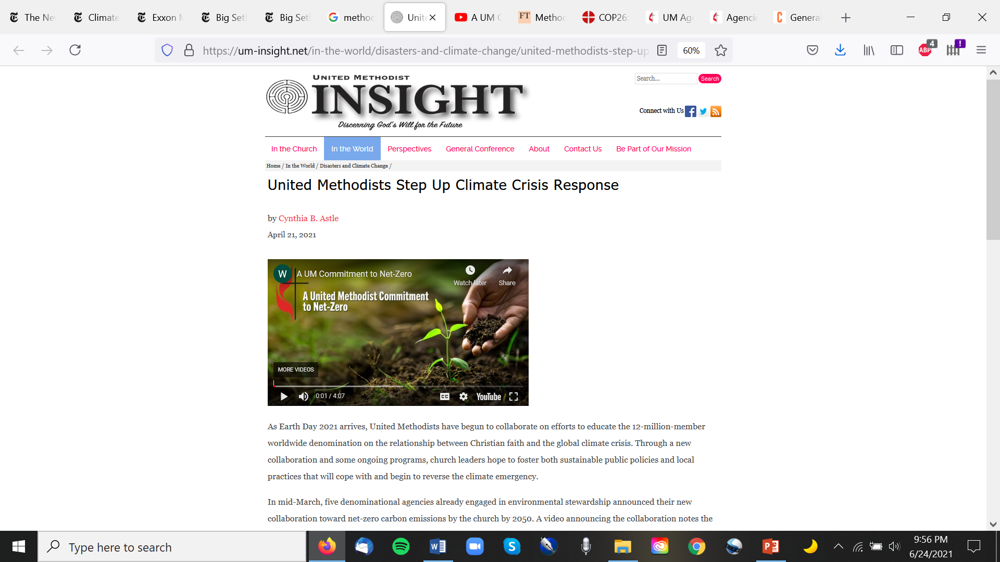 The Ne
Climate
Exxon M
Big Set
Big Set
metho
Unite
A UM C
FT
Metho
COP26:
UM Ag
Agenci
Genera
https://um-insight.net/in-the-world/disasters-and-climate-change/united-methodists-step-up
60%
ABP
4
!
UNITED METHODIST
INSIGHT
Discerning God's Will for the Future
Search...
Search
Connect with Us
In the Church
In the World
Perspectives
General Conference
About
Contact Us
Be Part of Our Mission
Home / In the World / Disasters and Climate Change /
United Methodists Step Up Climate Crisis Response
by Cynthia B. Astle
April 21, 2021
W
A UM Commitment to Net-Zero
Watch later
Share
A United Methodist Commitment
to Net-Zero
MORE VIDEOS
0:01 / 4:07
CC
YouTube
As Earth Day 2021 arrives, United Methodists have begun to collaborate on efforts to educate the 12-million-member
worldwide denomination on the relationship between Christian faith and the global climate crisis. Through a new
collaboration and some ongoing programs, church leaders hope to foster both sustainable public policies and local
practices that will cope with and begin to reverse the climate emergency.
In mid-March, five denominational agencies already engaged in environmental stewardship announced their new
collaboration toward net-zero carbon emissions by the church by 2050. A video announcing the collaboration notes the
Type here to search
9:56 PM
6/24/2021